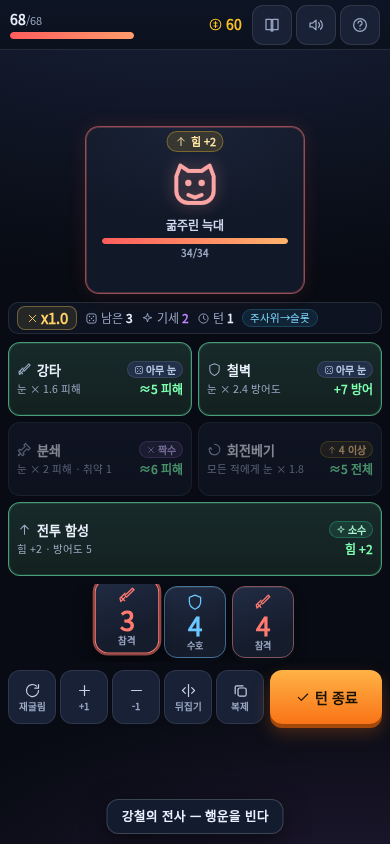 68/68
60
힘 +2
굶주린 늑대
34/34
x1.0 남은 3 기세 2 턴 1 주사위→슬롯
강타 아무 눈
눈 × 1.6 피해 ≈5 피해
철벽 아무 눈
눈 × 2.4 방어도 +7 방어
분쇄 × 짝수
눈 × 2 피해 · 취약 1 ≈6 피해
회전베기 ↑ 4 이상
모든 적에게 눈 × 1.8 ≈5 전체
전투 함성 소수
힘 +2 · 방어도 5 힘 +2
3 4 4
참격 수호 참격
재굴림 +1 -1 뒤집기 복제
턴 종료
강철의 전사 — 행운을 빈다